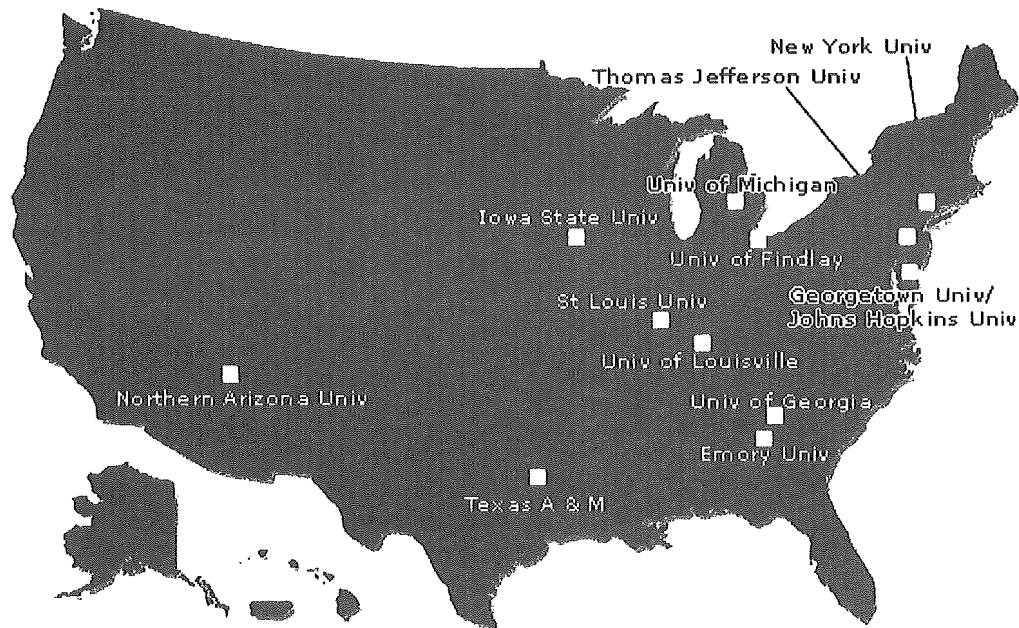 New York Univ
Thomas Jefferson Univ
Univ of Michigan
Iowa State Univ
Univ of Findlay
Georgetown Univ/
Johns Hopkins Univ
St Louis Univ
Univ of Louisville
Northern Arizona Univ
Univ of Georgia
Emory Univ
Texas A & M